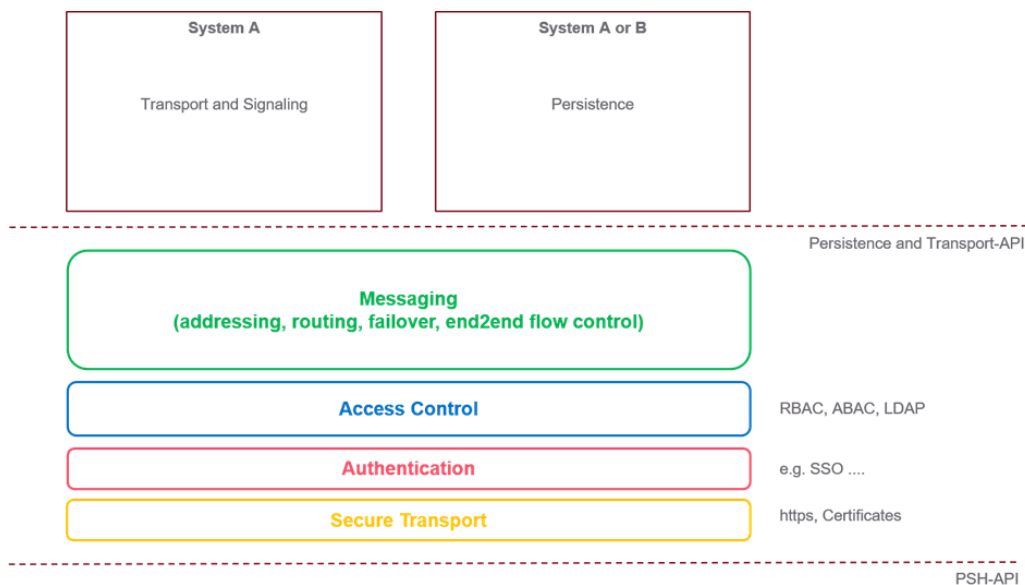 System A
System A or B
Transport and Signaling
Persistence
Persistence and Transport-API
Messaging
(addressing, routing, failover, end2end flow control)
Access Control
RBAC, ABAC, LDAP
Authentication
e.g. SSO ....
Secure Transport
https, Certificates
PSH-API